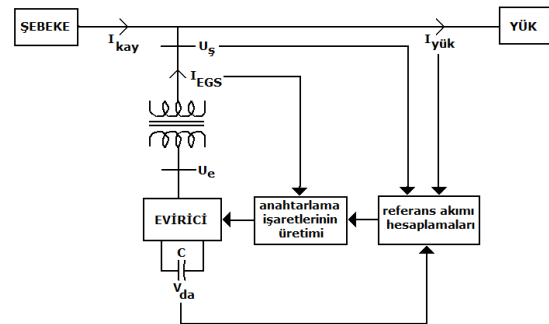 ŞEBEKE
YÜK
I kay
U ş
I yük
I EGS
U e
EVİRİCİ
anahtarlama
işaretlerinin
üretimi
referans akımı
hesaplamaları
C
V da